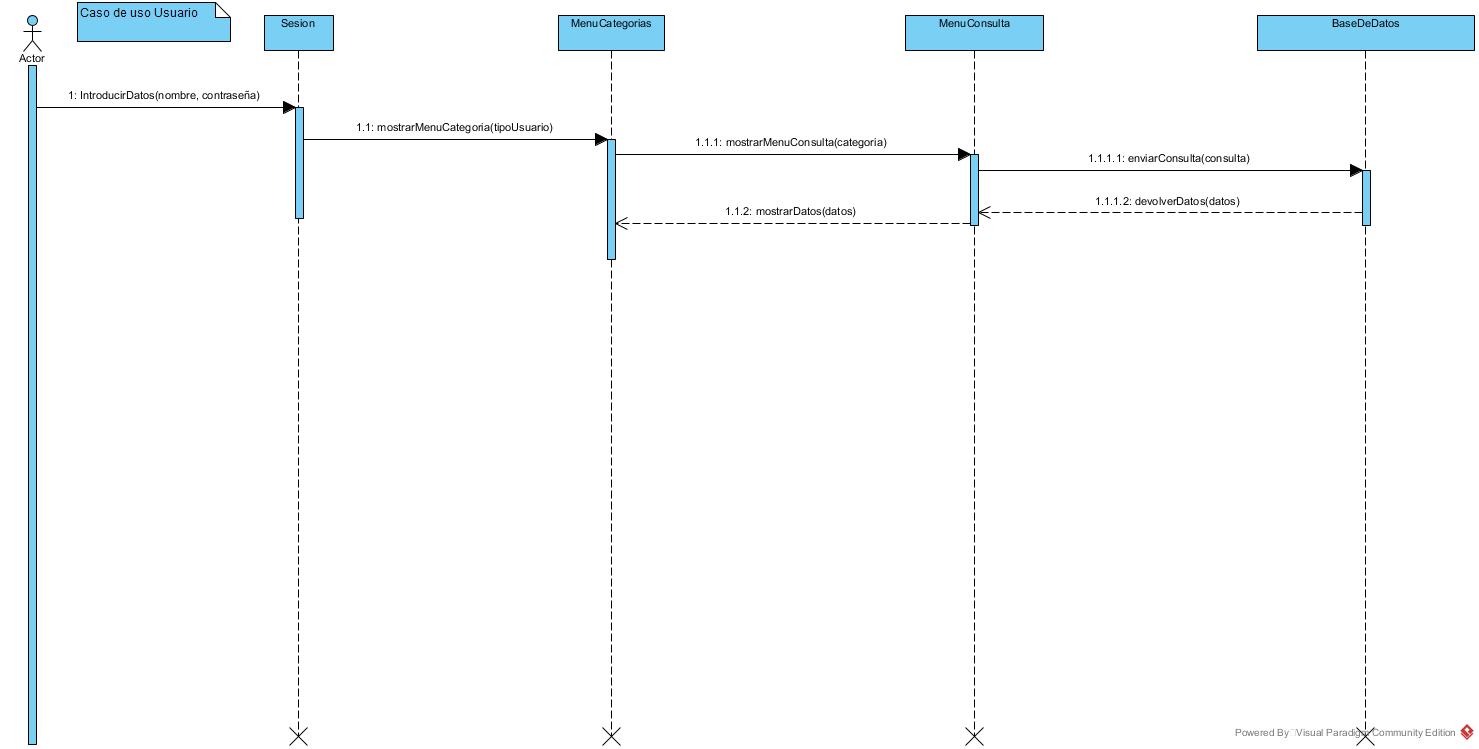 Caso de uso Usuario
Actor
Sesion
MenuCategorias
MenuConsulta
BaseDeDatos
1: IntroducirDatos(nombre, contraseña)
1.1: mostrarMenuCategoria(tipoUsuario)
1.1.1: mostrarMenuConsulta(categoria)
1.1.1.1: enviarConsulta(consulta)
1.1.1.2: devolverDatos(datos)
1.1.2: mostrarDatos(datos)
Powered By Visual Paradigm Community Edition